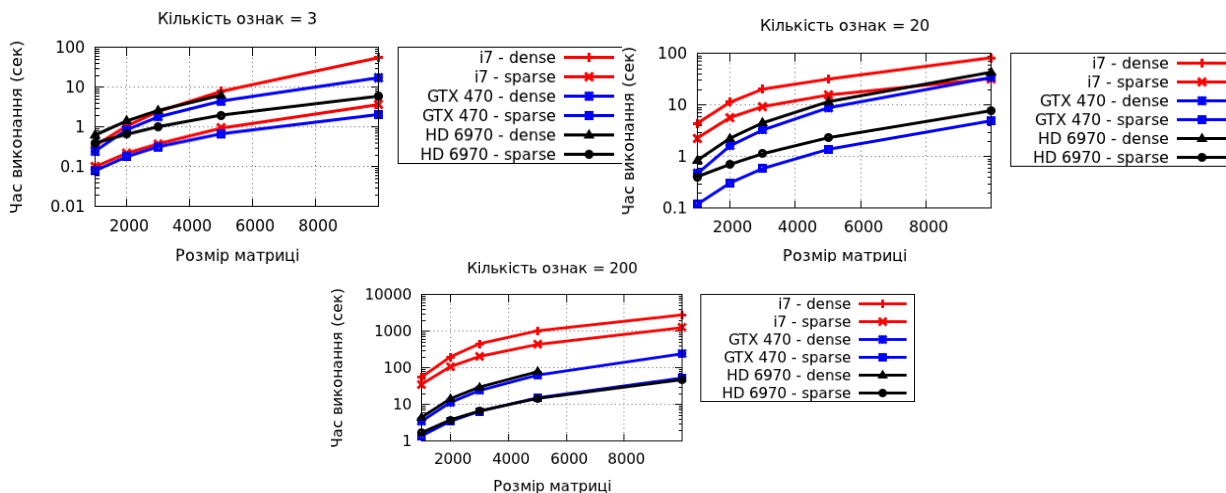 Кількість ознак = 3
Час виконання (сек)
100
10
1
0.1
0.01
2000 4000 6000 8000
Розмір матриці
i7 - dense
i7 - sparse
GTX 470 - dense
GTX 470 - sparse
HD 6970 - dense
HD 6970 - sparse
Кількість ознак = 20
Час виконання (сек)
100
10
1
0.1
2000 4000 6000 8000
Розмір матриці
i7 - dense
i7 - sparse
GTX 470 - dense
GTX 470 - sparse
HD 6970 - dense
HD 6970 - sparse
Кількість ознак = 200
Час виконання (сек)
10000
1000
100
10
1
2000 4000 6000 8000
Розмір матриці
i7 - dense
i7 - sparse
GTX 470 - dense
GTX 470 - sparse
HD 6970 - dense
HD 6970 - sparse